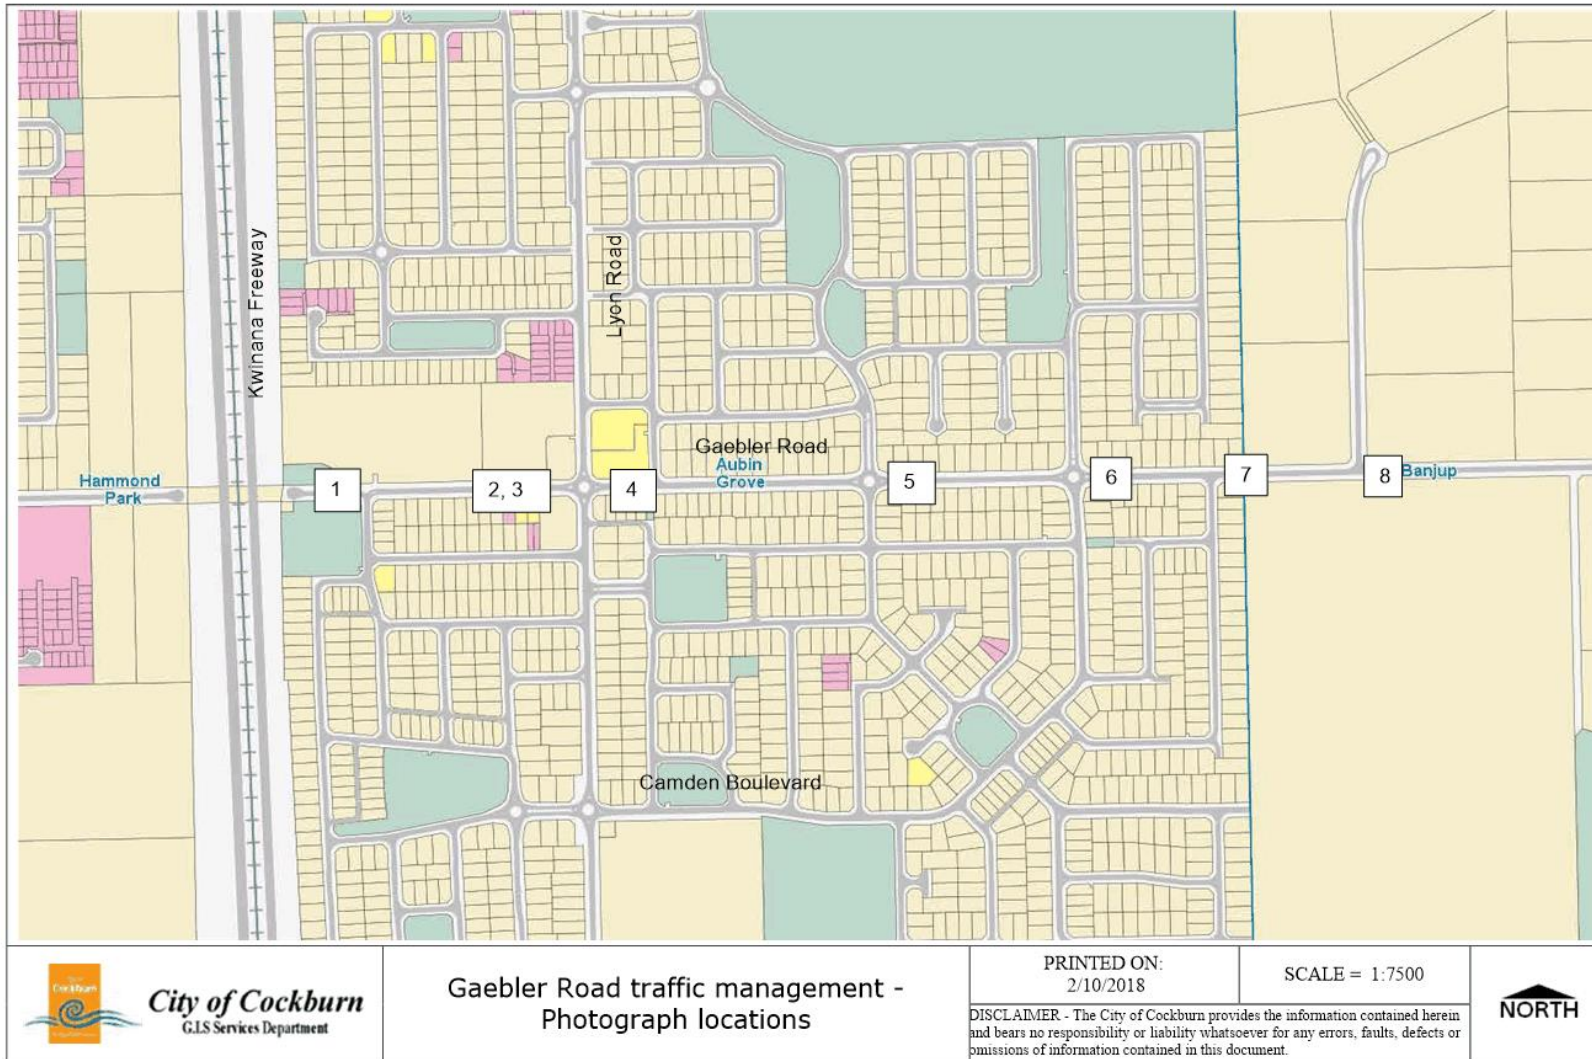 Kwinana Freeway
Lyon Road
Gaebler Road
Aubin
Grove
Hammond
Park
1
2, 3
4
5
6
7
8
Banjup
Camden Boulevard
Cockburn
City of Cockburn
G.I.S Services Department
Gaebler Road traffic management -
Photograph locations
PRINTED ON:
2/10/2018
SCALE = 1:7500
DISCLAIMER - The City of Cockburn provides the information contained herein
and bears no responsibility or liability whatsoever for any errors, faults, defects or
omissions of information contained in this document.
NORTH